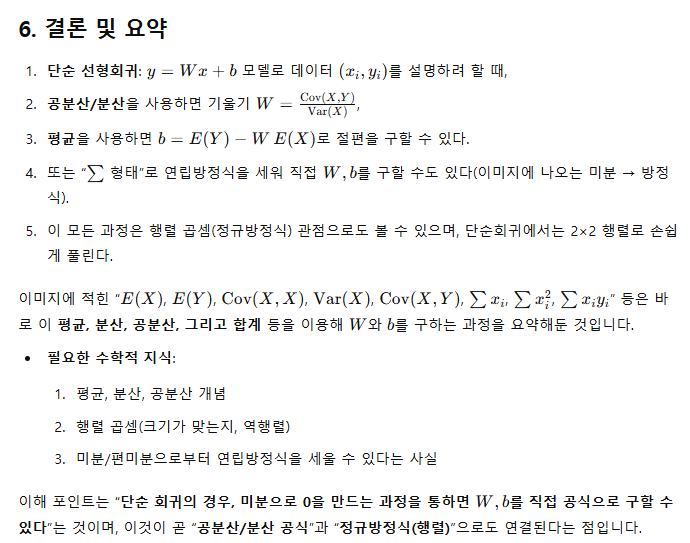 6. 결론 및 요약
1. 단순 선형회귀: y = Wx + b 모델로 데이터 (x_i, y_i)를 설명하려 할 때,
2. 공분산/분산을 사용하면 기울기 W = Cov(X,Y)/Var(X),
3. 평균을 사용하면 b = E(Y) − W E(X)로 절편을 구할 수 있다.
4. 또는 “∑ 형태”로 연립방정식을 세워 직접 W, b를 구할 수도 있다(이미지에 나오는 미분 → 방정
식).
5. 이 모든 과정은 행렬 곱셈(정규방정식) 관점으로도 볼 수 있으며, 단순회귀에서는 2×2 행렬로 손쉽
게 풀린다.
이미지에 적힌 “E(X), E(Y), Cov(X, X), Var(X), Cov(X, Y), ∑ x_i, ∑ x_i^2, ∑ x_i y_i” 등은 바
로 이 평균, 분산, 공분산, 그리고 합계 등을 이용해 W와 b를 구하는 과정을 요약해둔 것입니다.
• 필요한 수학적 지식:
1. 평균, 분산, 공분산 개념
2. 행렬 곱셈(크기가 맞는지, 역행렬)
3. 미분/편미분으로부터 연립방정식을 세울 수 있다는 사실
이해 포인트는 “단순 회귀의 경우, 미분으로 0을 만드는 과정을 통하면 W, b를 직접 공식으로 구할 수
있다”는 것이며, 이것이 곧 “공분산/분산 공식”과 “정규방정식(행렬)”으로도 연결된다는 점입니다.